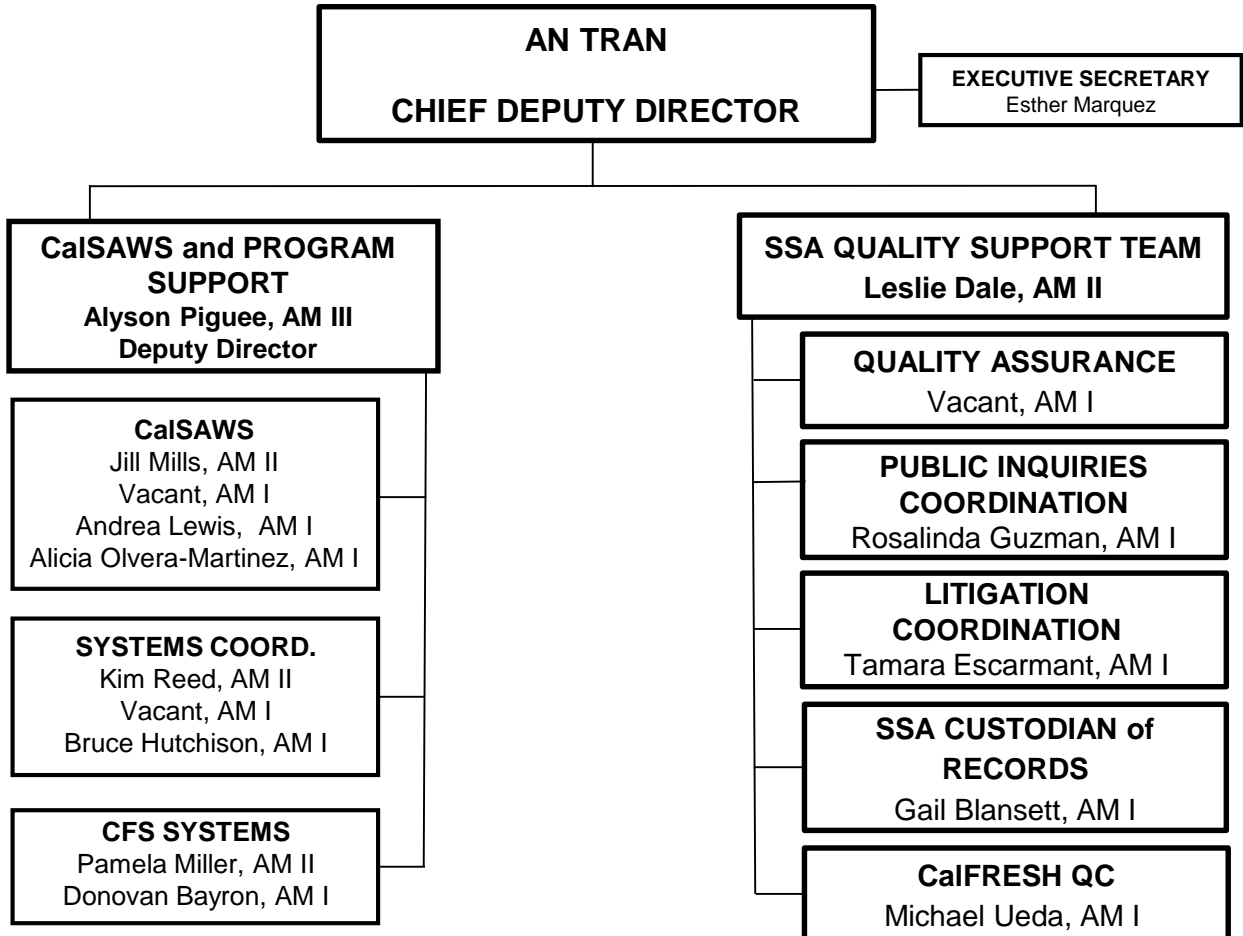 AN TRAN
CHIEF DEPUTY DIRECTOR
EXECUTIVE SECRETARY
Esther Marquez
CalSAWS and PROGRAM
SUPPORT
Alyson Piguee, AM III
Deputy Director
CalSAWS
Jill Mills, AM II
Vacant, AM I
Andrea Lewis, AM I
Alicia Olvera-Martinez, AM I
SYSTEMS COORD.
Kim Reed, AM II
Vacant, AM I
Bruce Hutchison, AM I
CFS SYSTEMS
Pamela Miller, AM II
Donovan Bayron, AM I
SSA QUALITY SUPPORT TEAM
Leslie Dale, AM II
QUALITY ASSURANCE
Vacant, AM I
PUBLIC INQUIRIES
COORDINATION
Rosalinda Guzman, AM I
LITIGATION
COORDINATION
Tamara Escarmant, AM I
SSA CUSTODIAN of
RECORDS
Gail Blansett, AM I
CalFRESH QC
Michael Ueda, AM I